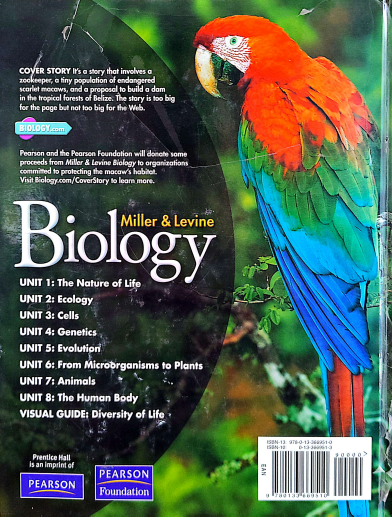 COVER STORY It's a story that involves a
zookeeper, a tiny population of endangered
scarlet macaws, and a proposal to build a dam
in the tropical forests of Belize. The story is too big
for the page but not too big for the Web.
BIOLOGY.com
Pearson and the Pearson Foundation will donate some
proceeds from Miller & Levine Biology to organizations
committed to protecting the macaw's habitat.
Visit Biology.com/CoverStory to learn more.
Miller & Levine
Biology
UNIT 1: The Nature of Life
UNIT 2: Ecology
UNIT 3: Cells
UNIT 4: Genetics
UNIT 5: Evolution
UNIT 6: From Microorganisms to Plants
UNIT 7: Animals
UNIT 8: The Human Body
VISUAL GUIDE: Diversity of Life
Prentice Hall
is an imprint of
PEARSON
PEARSON
Foundation
ISBN-13 978-0-13-366951-0
ISBN-10 0-13-366951-3
90000
EAN
9 780133 669510